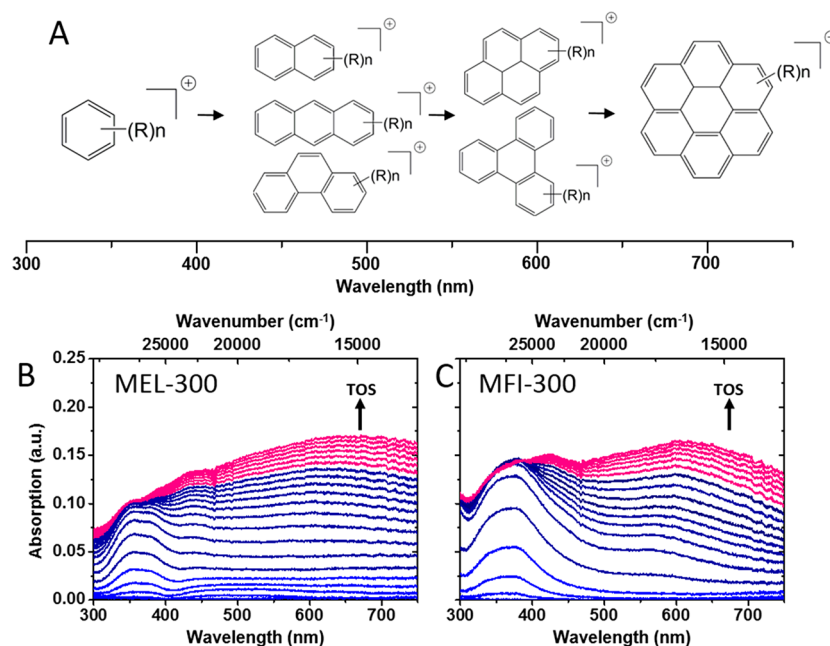 A
(R)n ⊕
(R)n ⊕
(R)n ⊕
(R)n ⊕
(R)n ⊕
(R)n ⊕
(R)n ⊕
300 400 500 600 700
Wavelength (nm)
Wavenumber (cm⁻¹)
25000 20000 15000
B
MEL-300
TOS
0.25
0.20
0.15
0.10
0.05
0.00
Absorption (a.u.)
300 400 500 600 700
Wavelength (nm)
Wavenumber (cm⁻¹)
25000 20000 15000
C
MFI-300
TOS
300 400 500 600 700
Wavelength (nm)